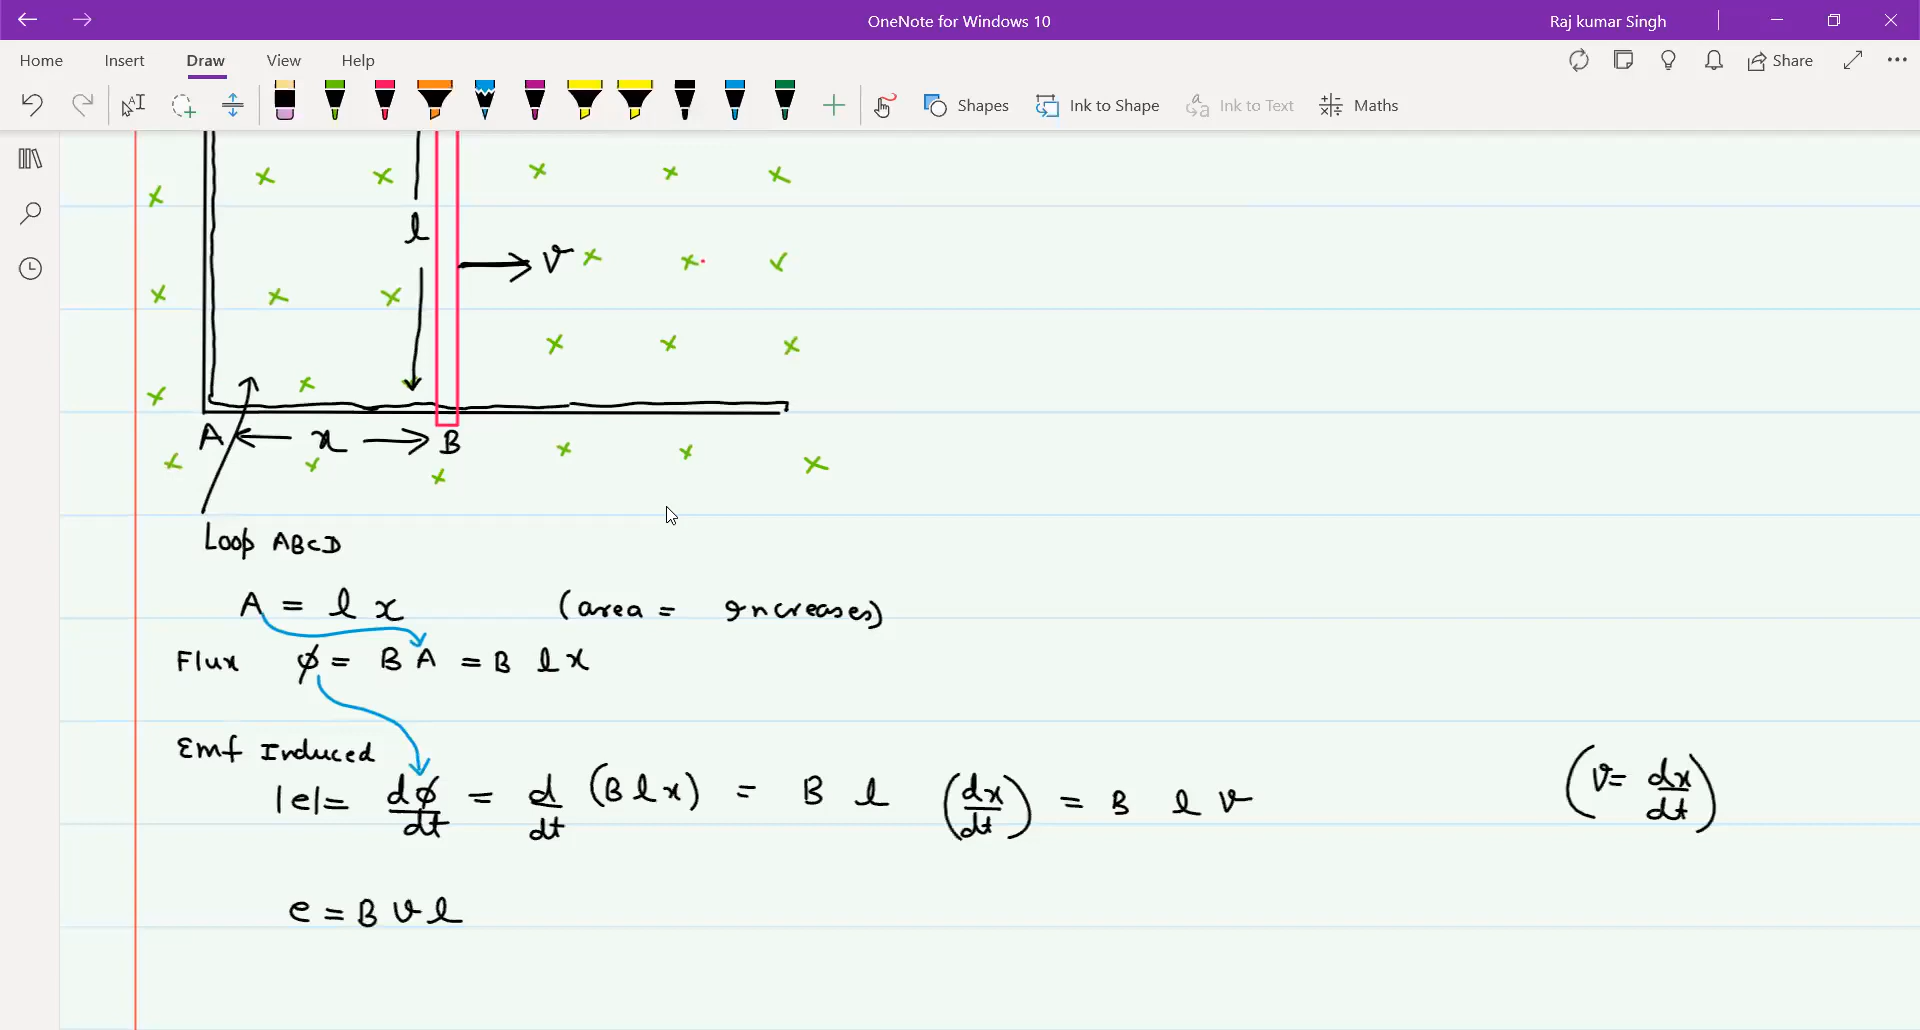 OneNote for Windows 10
Raj kumar Singh
Home Insert Draw View Help
Share
Shapes Ink to Shape Ink to Text Maths
l
V
A x B
Loop ABCD
A = l x (area = increases)
Flux ϕ = B A = B l x
Emf Induced
|e| = dϕ/dt = d/dt (B l x) = B l (dx/dt) = B l v (v = dx/dt)
e = B v l